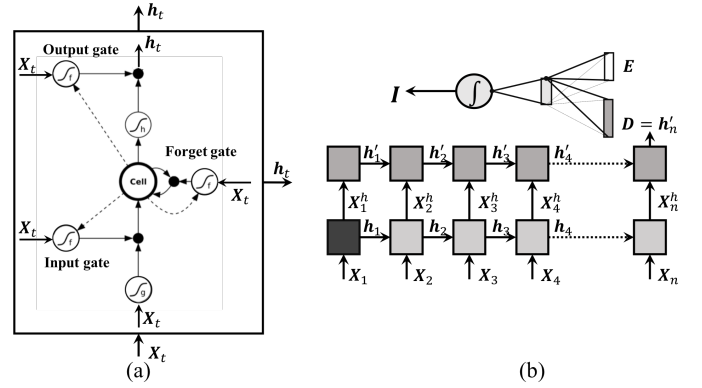 h_t
h_t
Output gate
X_t
f
h
Forget gate
Cell
f
h_t
X_t
X_t
f
Input gate
g
X_t
X_t
(a)
E
I ∫
D = h'_n
h'_1 h'_2 h'_3 h'_4
X^h_1 X^h_2 X^h_3 X^h_4 X^h_n
h_1 h_2 h_3 h_4
X_1 X_2 X_3 X_4 X_n
(b)